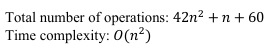 Total number of operations: 42n² + n + 60
Time complexity: O(n²)